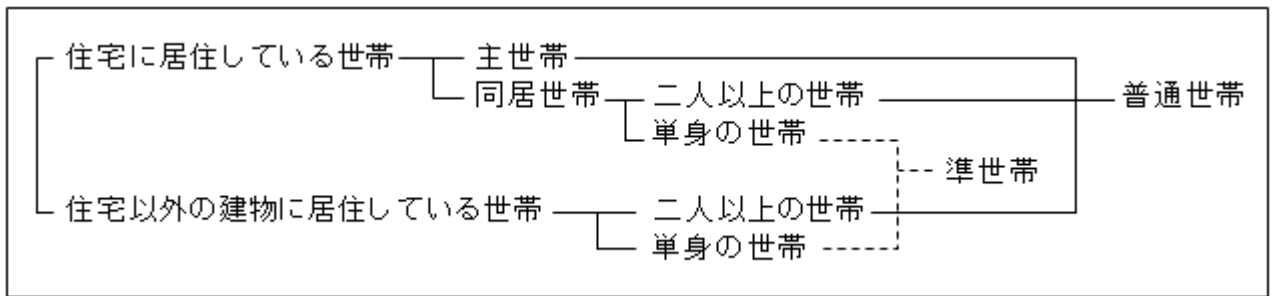 住宅に居住している世帯 主世帯
同居世帯 二人以上の世帯 普通世帯
単身の世帯
準世帯
住宅以外の建物に居住している世帯 二人以上の世帯
単身の世帯